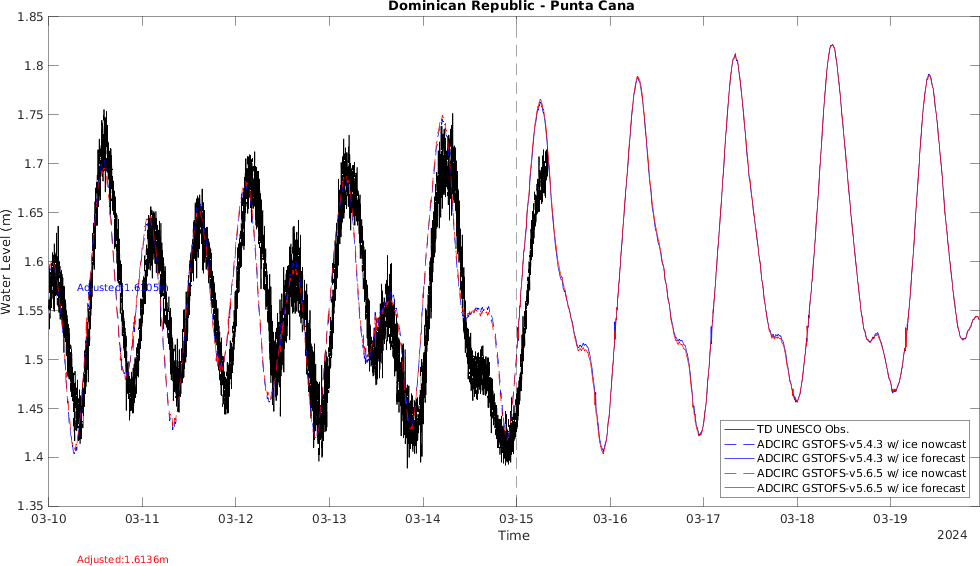 Dominican Republic - Punta Cana
Water Level (m)
1.85
1.8
1.75
1.7
1.65
1.6
1.55
1.5
1.45
1.4
1.35
Adjusted:1.6105m
TD UNESCO Obs.
ADCIRC GSTOFS-v5.4.3 w/ ice nowcast
ADCIRC GSTOFS-v5.4.3 w/ ice forecast
ADCIRC GSTOFS-v5.6.5 w/ ice nowcast
ADCIRC GSTOFS-v5.6.5 w/ ice forecast
03-10 03-11 03-12 03-13 03-14 03-15 03-16 03-17 03-18 03-19
Time
2024
Adjusted:1.6136m